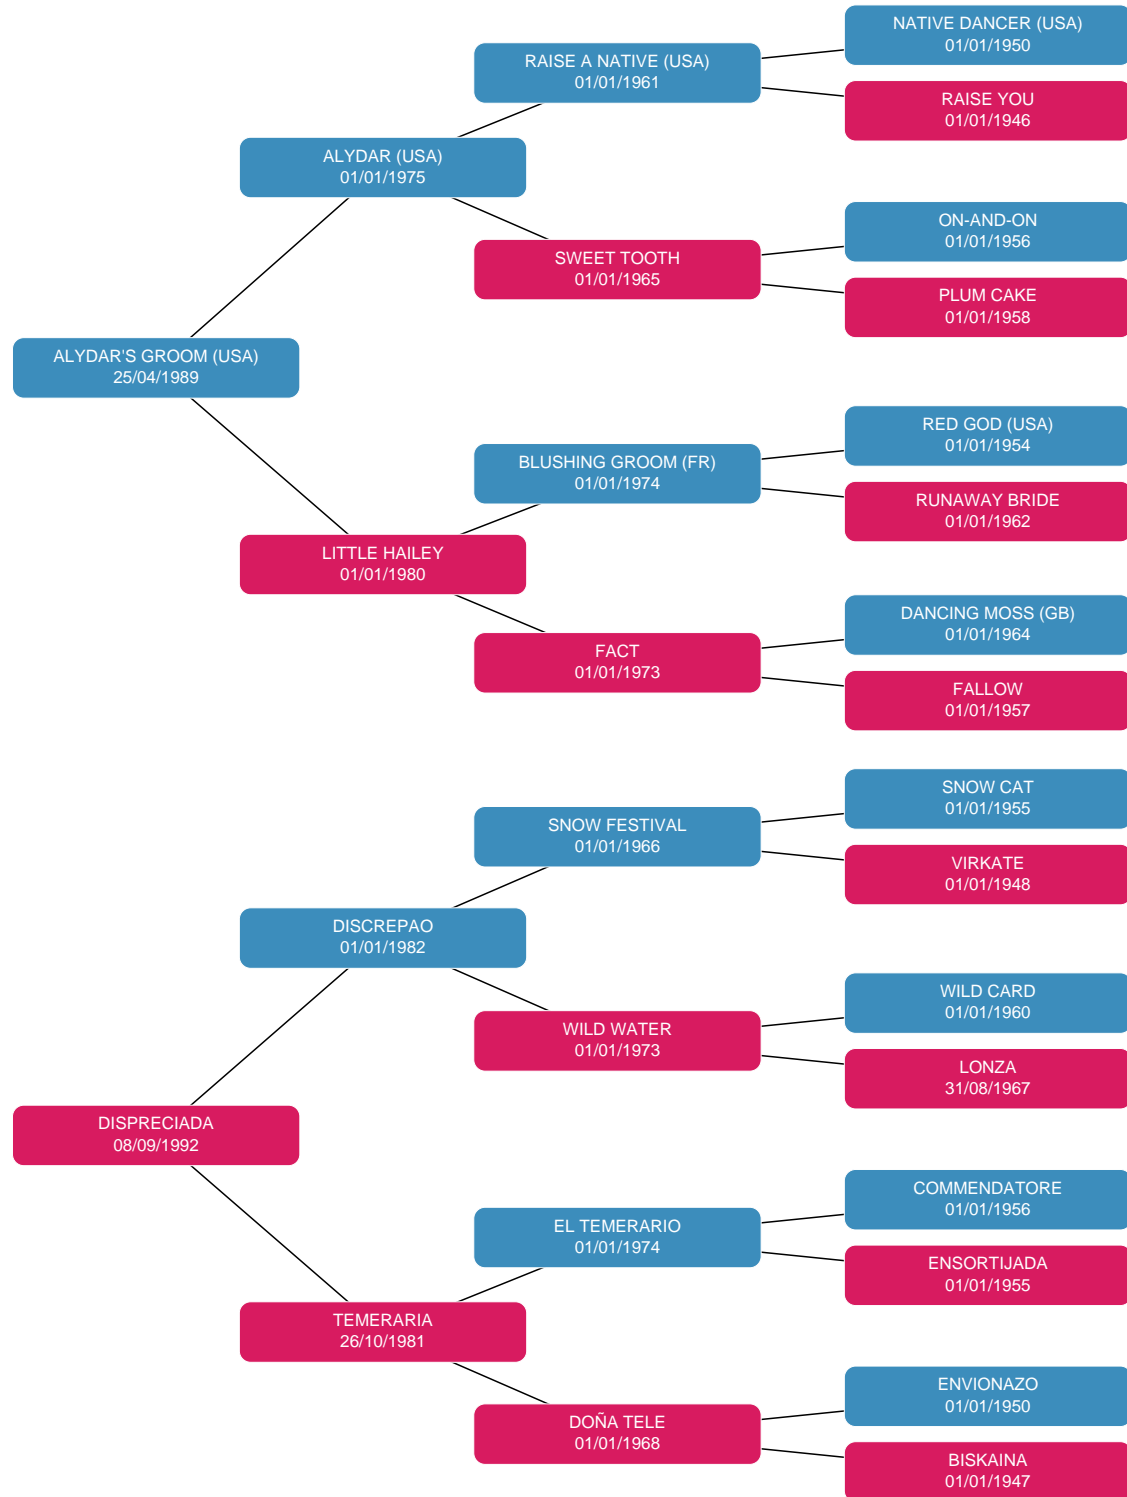 NATIVE DANCER (USA)
01/01/1950
RAISE A NATIVE (USA)
01/01/1961
RAISE YOU
01/01/1946
ALYDAR (USA)
01/01/1975
ON-AND-ON
01/01/1956
SWEET TOOTH
01/01/1965
PLUM CAKE
01/01/1958
ALYDAR'S GROOM (USA)
25/04/1989
RED GOD (USA)
01/01/1954
BLUSHING GROOM (FR)
01/01/1974
RUNAWAY BRIDE
01/01/1962
LITTLE HAILEY
01/01/1980
DANCING MOSS (GB)
01/01/1964
FACT
01/01/1973
FALLOW
01/01/1957
SNOW CAT
01/01/1955
SNOW FESTIVAL
01/01/1966
VIRKATE
01/01/1948
DISCREPAO
01/01/1982
WILD CARD
01/01/1960
WILD WATER
01/01/1973
LONZA
31/08/1967
DISPRECIADA
08/09/1992
COMMENDATORE
01/01/1956
EL TEMERARIO
01/01/1974
ENSORTIJADA
01/01/1955
TEMERARIA
26/10/1981
ENVIONAZO
01/01/1950
DOÑA TELE
01/01/1968
BISKAINA
01/01/1947